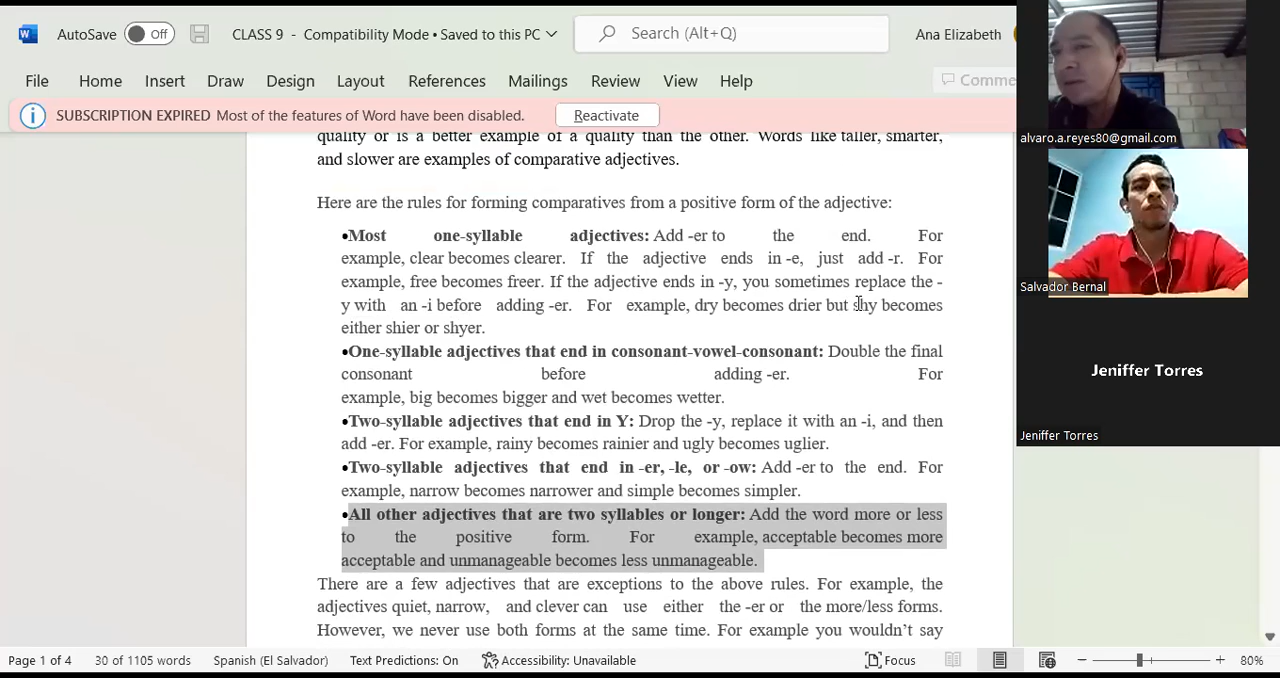 AutoSave Off CLASS 9 - Compatibility Mode • Saved to this PC Search (Alt+Q) Ana Elizabeth
File Home Insert Draw Design Layout References Mailings Review View Help Comme
SUBSCRIPTION EXPIRED Most of the features of Word have been disabled. Reactivate
quality or is a better example of a quality than the other. Words like taller, smarter,
and slower are examples of comparative adjectives.
Here are the rules for forming comparatives from a positive form of the adjective:
•Most one-syllable adjectives: Add -er to the end. For
example, clear becomes clearer. If the adjective ends in -e, just add -r. For
example, free becomes freer. If the adjective ends in -y, you sometimes replace the -
y with an -i before adding -er. For example, dry becomes drier but shy becomes
either shier or shyer.
•One-syllable adjectives that end in consonant-vowel-consonant: Double the final
consonant before adding -er. For
example, big becomes bigger and wet becomes wetter.
•Two-syllable adjectives that end in Y: Drop the -y, replace it with an -i, and then
add -er. For example, rainy becomes rainier and ugly becomes uglier.
•Two-syllable adjectives that end in -er, -le, or -ow: Add -er to the end. For
example, narrow becomes narrower and simple becomes simpler.
•All other adjectives that are two syllables or longer: Add the word more or less
to the positive form. For example, acceptable becomes more
acceptable and unmanageable becomes less unmanageable.
There are a few adjectives that are exceptions to the above rules. For example, the
adjectives quiet, narrow, and clever can use either the -er or the more/less forms.
However, we never use both forms at the same time. For example you wouldn't say
Page 1 of 4 30 of 1105 words Spanish (El Salvador) Text Predictions: On Accessibility: Unavailable Focus 80%
alvaro.a.reyes80@gmail.com
Salvador Bernal
Jeniffer Torres
Jeniffer Torres